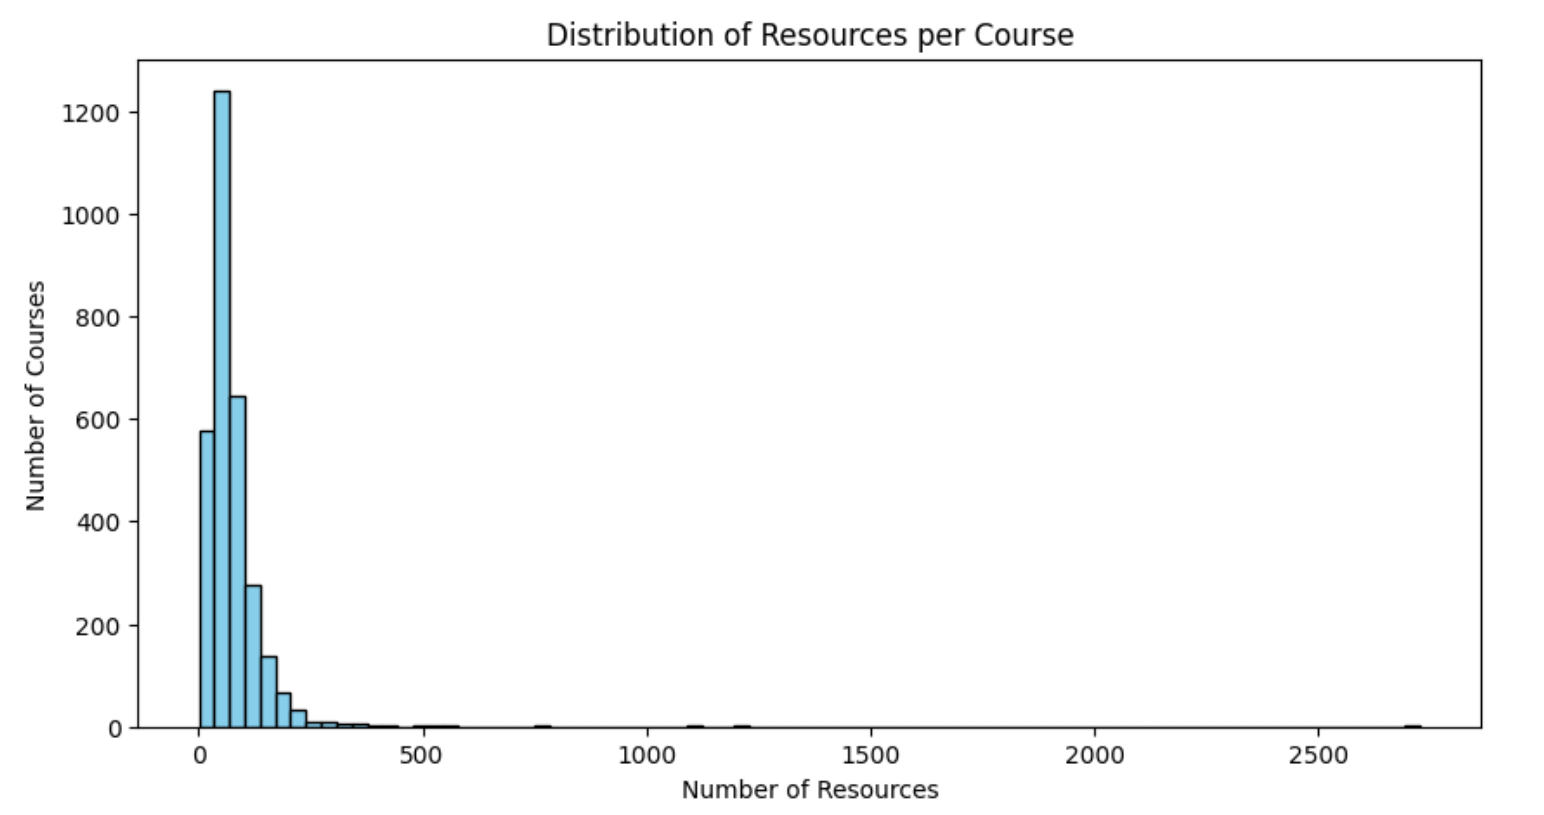 Distribution of Resources per Course
1200
1000
800
600
400
200
0
Number of Courses
0 500 1000 1500 2000 2500
Number of Resources